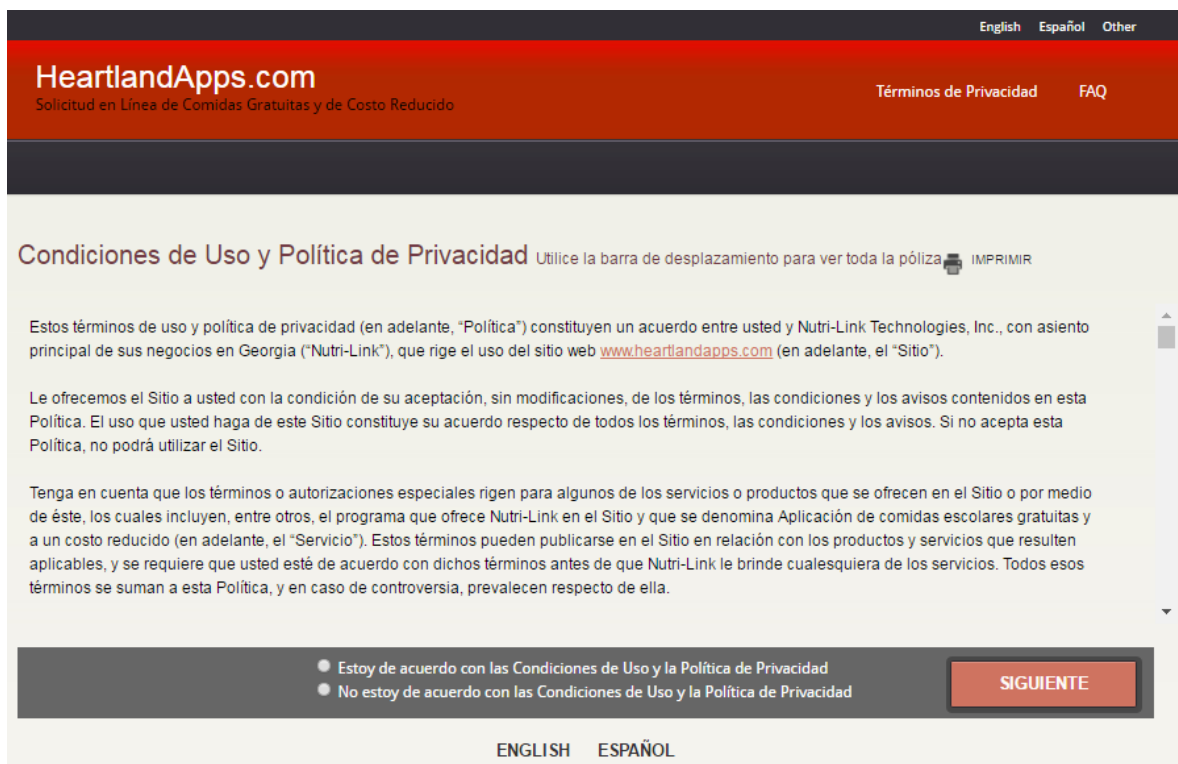 English Español Other
HeartlandApps.com
Solicitud en Línea de Comidas Gratuitas y de Costo Reducido
Términos de Privacidad FAQ
Condiciones de Uso y Política de Privacidad Utilice la barra de desplazamiento para ver toda la póliza IMPRIMIR
Estos términos de uso y política de privacidad (en adelante, “Política”) constituyen un acuerdo entre usted y Nutri-Link Technologies, Inc., con asiento
principal de sus negocios en Georgia (“Nutri-Link”), que rige el uso del sitio web www.heartlandapps.com (en adelante, el “Sitio”).
Le ofrecemos el Sitio a usted con la condición de su aceptación, sin modificaciones, de los términos, las condiciones y los avisos contenidos en esta
Política. El uso que usted haga de este Sitio constituye su acuerdo respecto de todos los términos, las condiciones y los avisos. Si no acepta esta
Política, no podrá utilizar el Sitio.
Tenga en cuenta que los términos o autorizaciones especiales rigen para algunos de los servicios o productos que se ofrecen en el Sitio o por medio
de éste, los cuales incluyen, entre otros, el programa que ofrece Nutri-Link en el Sitio y que se denomina Aplicación de comidas escolares gratuitas y
a un costo reducido (en adelante, el “Servicio”). Estos términos pueden publicarse en el Sitio en relación con los productos y servicios que resulten
aplicables, y se requiere que usted esté de acuerdo con dichos términos antes de que Nutri-Link le brinde cualesquiera de los servicios. Todos esos
términos se suman a esta Política, y en caso de controversia, prevalecen respecto de ella.
Estoy de acuerdo con las Condiciones de Uso y la Política de Privacidad
No estoy de acuerdo con las Condiciones de Uso y la Política de Privacidad
SIGUIENTE
ENGLISH ESPAÑOL